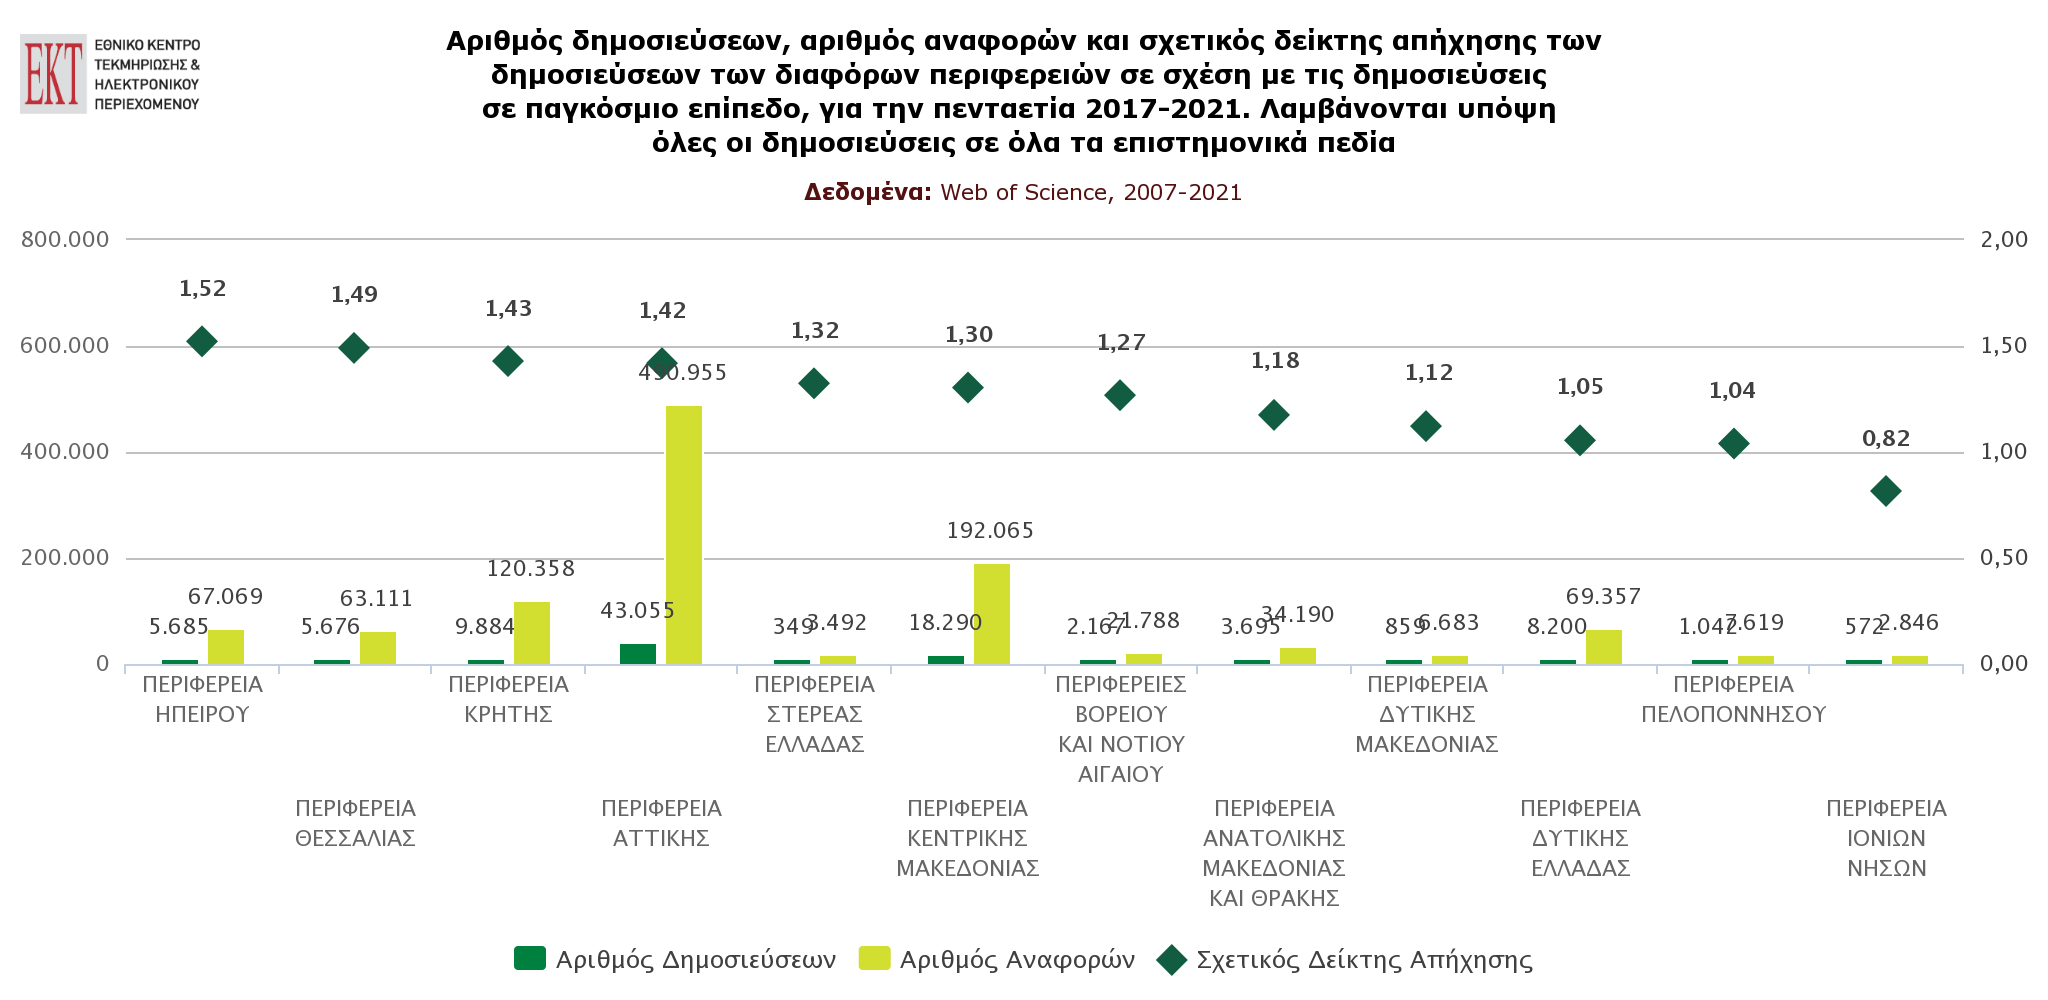 ΕΚΤ
ΕΘΝΙΚΟ ΚΕΝΤΡΟ
ΤΕΚΜΗΡΙΩΣΗΣ &
ΗΛΕΚΤΡΟΝΙΚΟΥ
ΠΕΡΙΕΧΟΜΕΝΟΥ
Αριθμός δημοσιεύσεων, αριθμός αναφορών και σχετικός δείκτης απήχησης των
δημοσιεύσεων των διαφόρων περιφερειών σε σχέση με τις δημοσιεύσεις
σε παγκόσμιο επίπεδο, για την πενταετία 2017-2021. Λαμβάνονται υπόψη
όλες οι δημοσιεύσεις σε όλα τα επιστημονικά πεδία
Δεδομένα: Web of Science, 2007-2021
800.000
600.000
400.000
200.000
0
2,00
1,50
1,00
0,50
0,00
1,52
1,49
1,43
1,42
1,32
1,30
1,27
1,18
1,12
1,05
1,04
0,82
5.685
67.069
5.676
63.111
9.884
120.358
43.055
349
3.492
18.290
192.065
2.167
21.788
3.695
34.190
859
6.683
8.200
69.357
1.042
7.619
572
2.846
ΠΕΡΙΦΕΡΕΙΑ
ΗΠΕΙΡΟΥ
ΠΕΡΙΦΕΡΕΙΑ
ΘΕΣΣΑΛΙΑΣ
ΠΕΡΙΦΕΡΕΙΑ
ΚΡΗΤΗΣ
ΠΕΡΙΦΕΡΕΙΑ
ΑΤΤΙΚΗΣ
ΠΕΡΙΦΕΡΕΙΑ
ΣΤΕΡΕΑΣ
ΕΛΛΑΔΑΣ
ΠΕΡΙΦΕΡΕΙΑ
ΚΕΝΤΡΙΚΗΣ
ΜΑΚΕΔΟΝΙΑΣ
ΠΕΡΙΦΕΡΕΙΕΣ
ΒΟΡΕΙΟΥ
ΚΑΙ ΝΟΤΙΟΥ
ΑΙΓΑΙΟΥ
ΠΕΡΙΦΕΡΕΙΑ
ΑΝΑΤΟΛΙΚΗΣ
ΜΑΚΕΔΟΝΙΑΣ
ΚΑΙ ΘΡΑΚΗΣ
ΠΕΡΙΦΕΡΕΙΑ
ΔΥΤΙΚΗΣ
ΜΑΚΕΔΟΝΙΑΣ
ΠΕΡΙΦΕΡΕΙΑ
ΔΥΤΙΚΗΣ
ΕΛΛΑΔΑΣ
ΠΕΡΙΦΕΡΕΙΑ
ΠΕΛΟΠΟΝΝΗΣΟΥ
ΠΕΡΙΦΕΡΕΙΑ
ΙΟΝΙΩΝ
ΝΗΣΩΝ
Αριθμός Δημοσιεύσεων
Αριθμός Αναφορών
Σχετικός Δείκτης Απήχησης